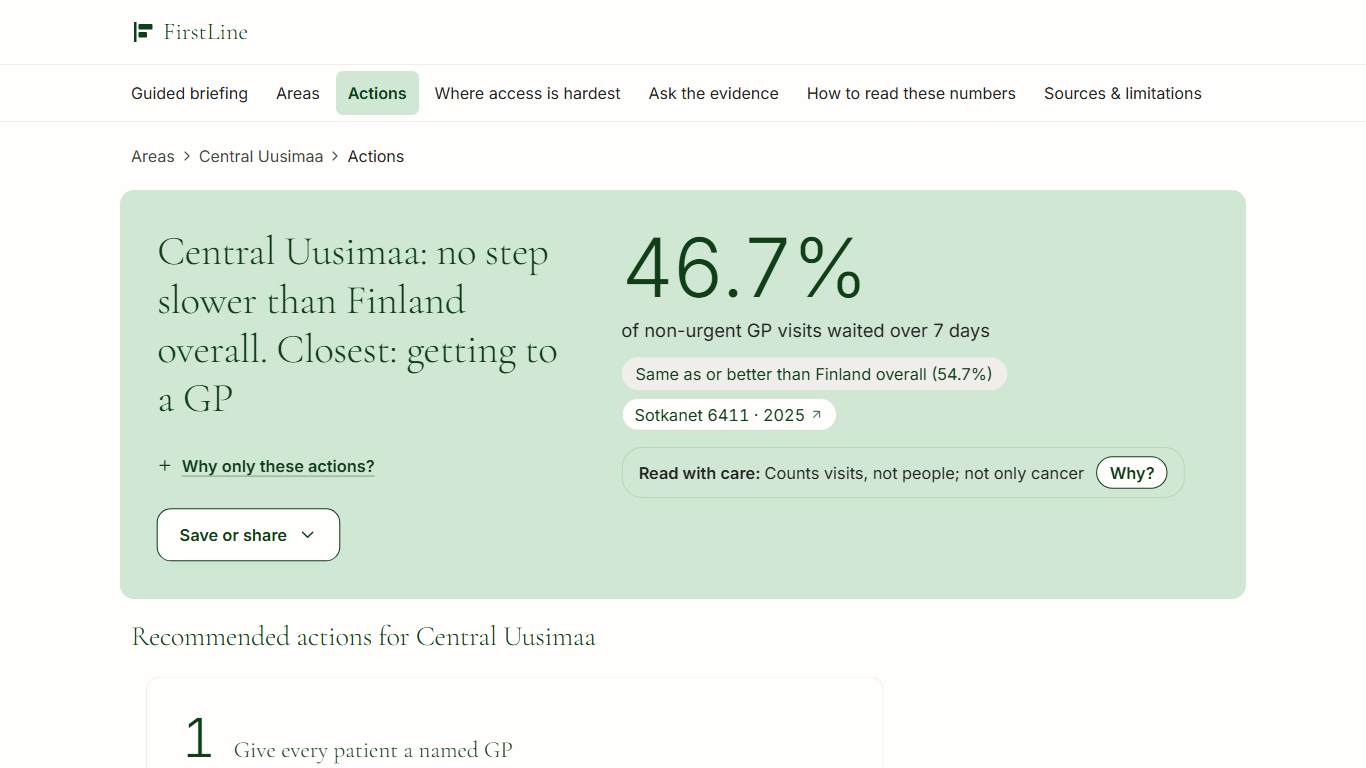 FirstLine
Guided briefing Areas Actions Where access is hardest Ask the evidence How to read these numbers Sources & limitations
Areas > Central Uusimaa > Actions
Central Uusimaa: no step
slower than Finland
overall. Closest: getting to
a GP
+ Why only these actions?
Save or share
46.7%
of non-urgent GP visits waited over 7 days
Same as or better than Finland overall (54.7%)
Sotkanet 6411 · 2025 ↗
Read with care: Counts visits, not people; not only cancer Why?
Recommended actions for Central Uusimaa
1 Give every patient a named GP